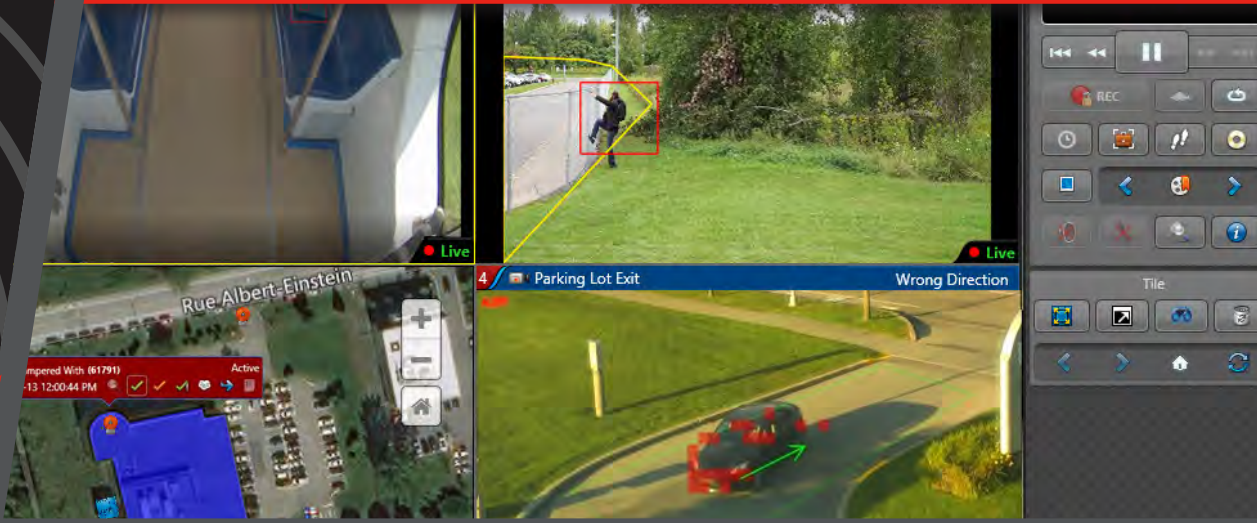 Live
Live
REC
Tile
Rue Albert-Einstein
mpered With (61791)
Active
-13 12:00:44 PM
4
Parking Lot Exit
Wrong Direction